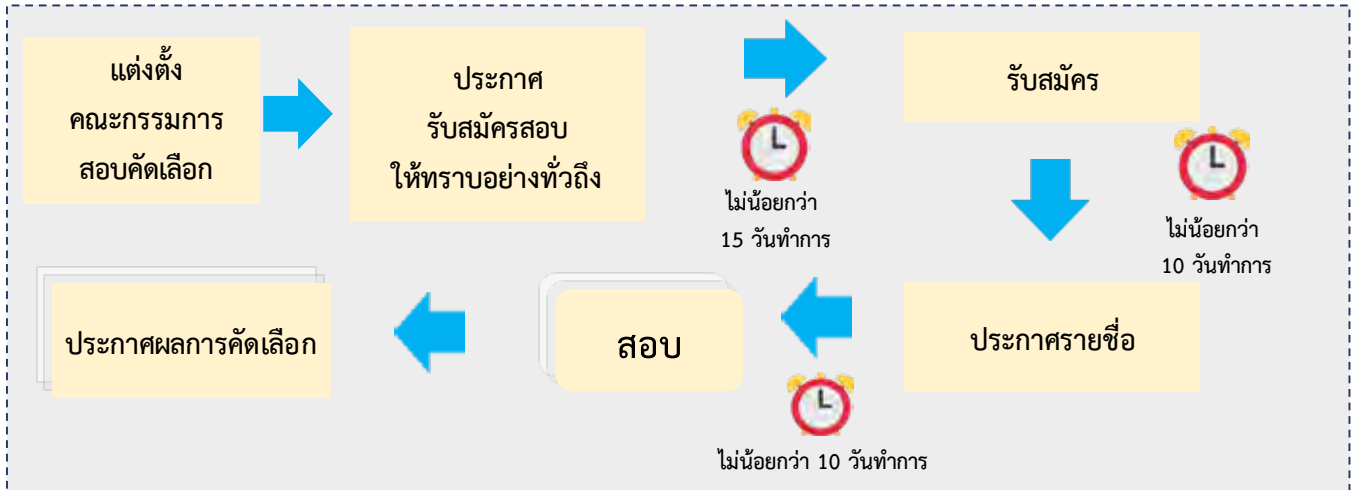 แต่งตั้ง
คณะกรรมการ
สอบคัดเลือก
ประกาศ
รับสมัครสอบ
ให้ทราบอย่างทั่วถึง
ไม่น้อยกว่า
15 วันทำการ
รับสมัคร
ไม่น้อยกว่า
10 วันทำการ
ประกาศรายชื่อ
ไม่น้อยกว่า 10 วันทำการ
สอบ
ประกาศผลการคัดเลือก